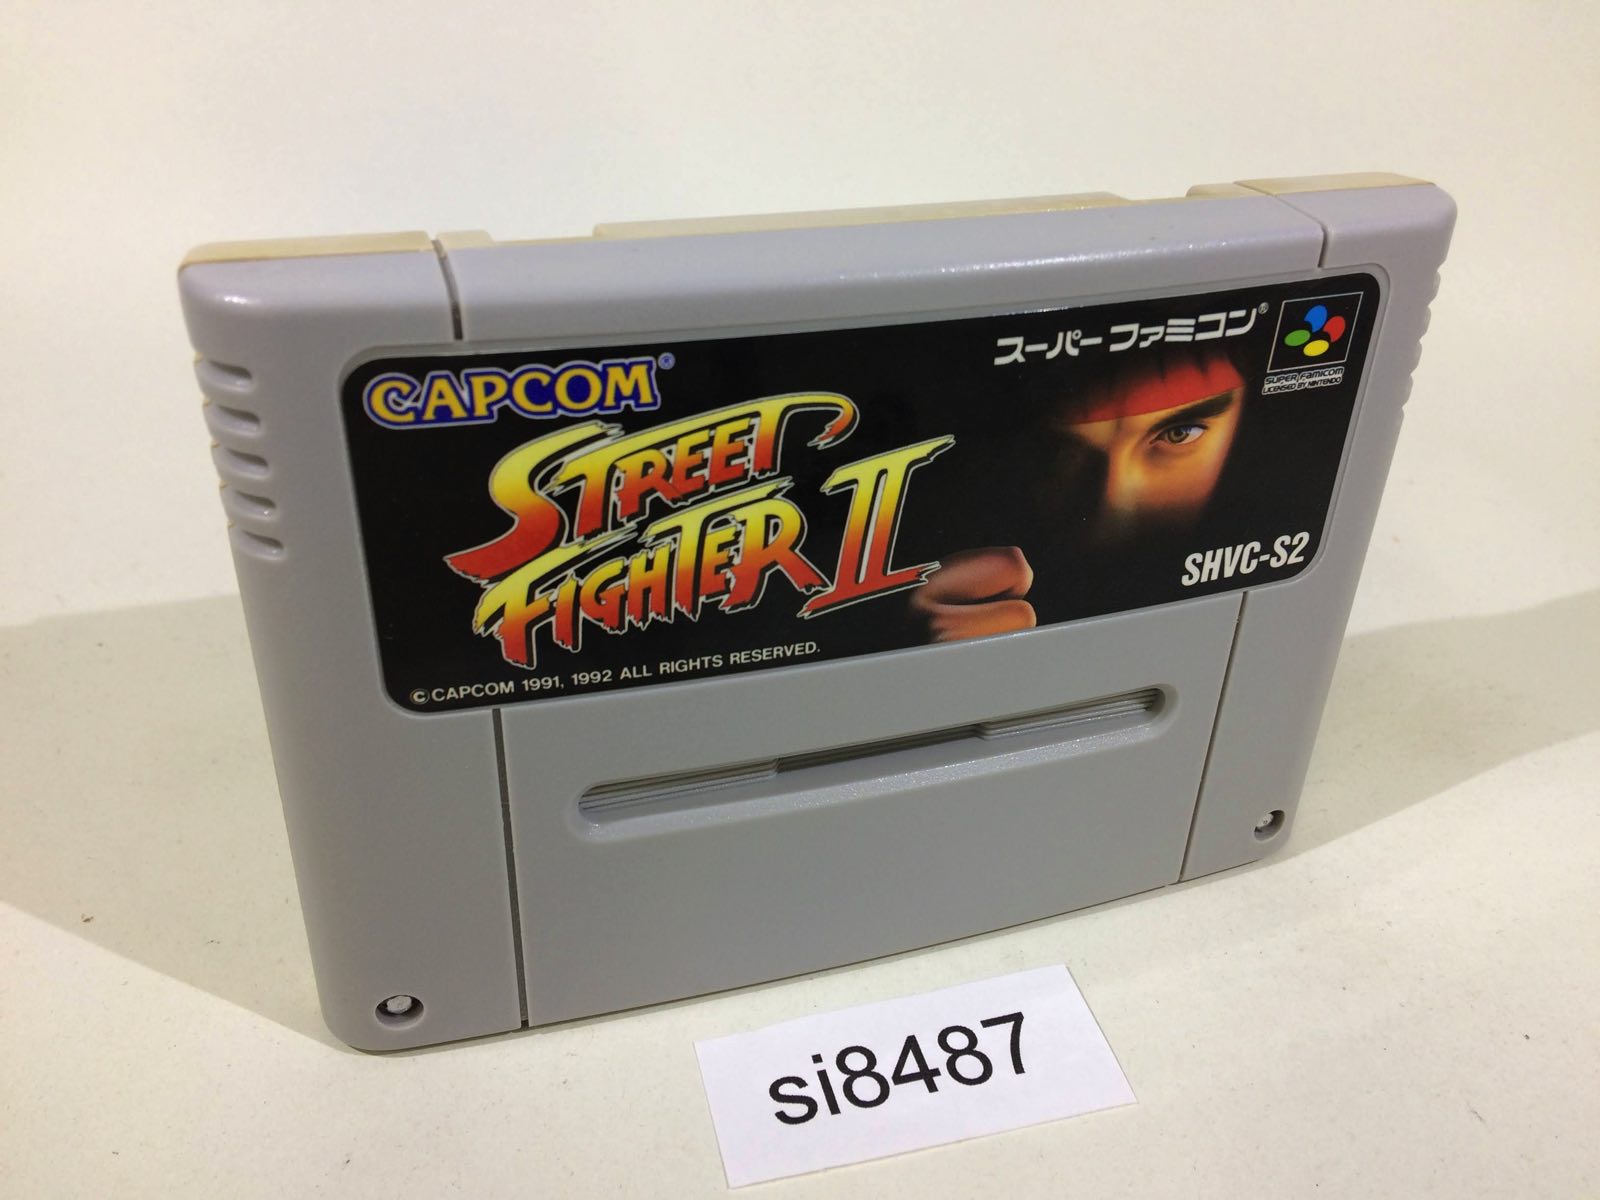 CAPCOM®
スーパーファミコン®
SUPER FAMICOM
LICENSED BY NINTENDO
STREET
FIGHTER II
SHVC-S2
©CAPCOM 1991, 1992 ALL RIGHTS RESERVED.
si8487